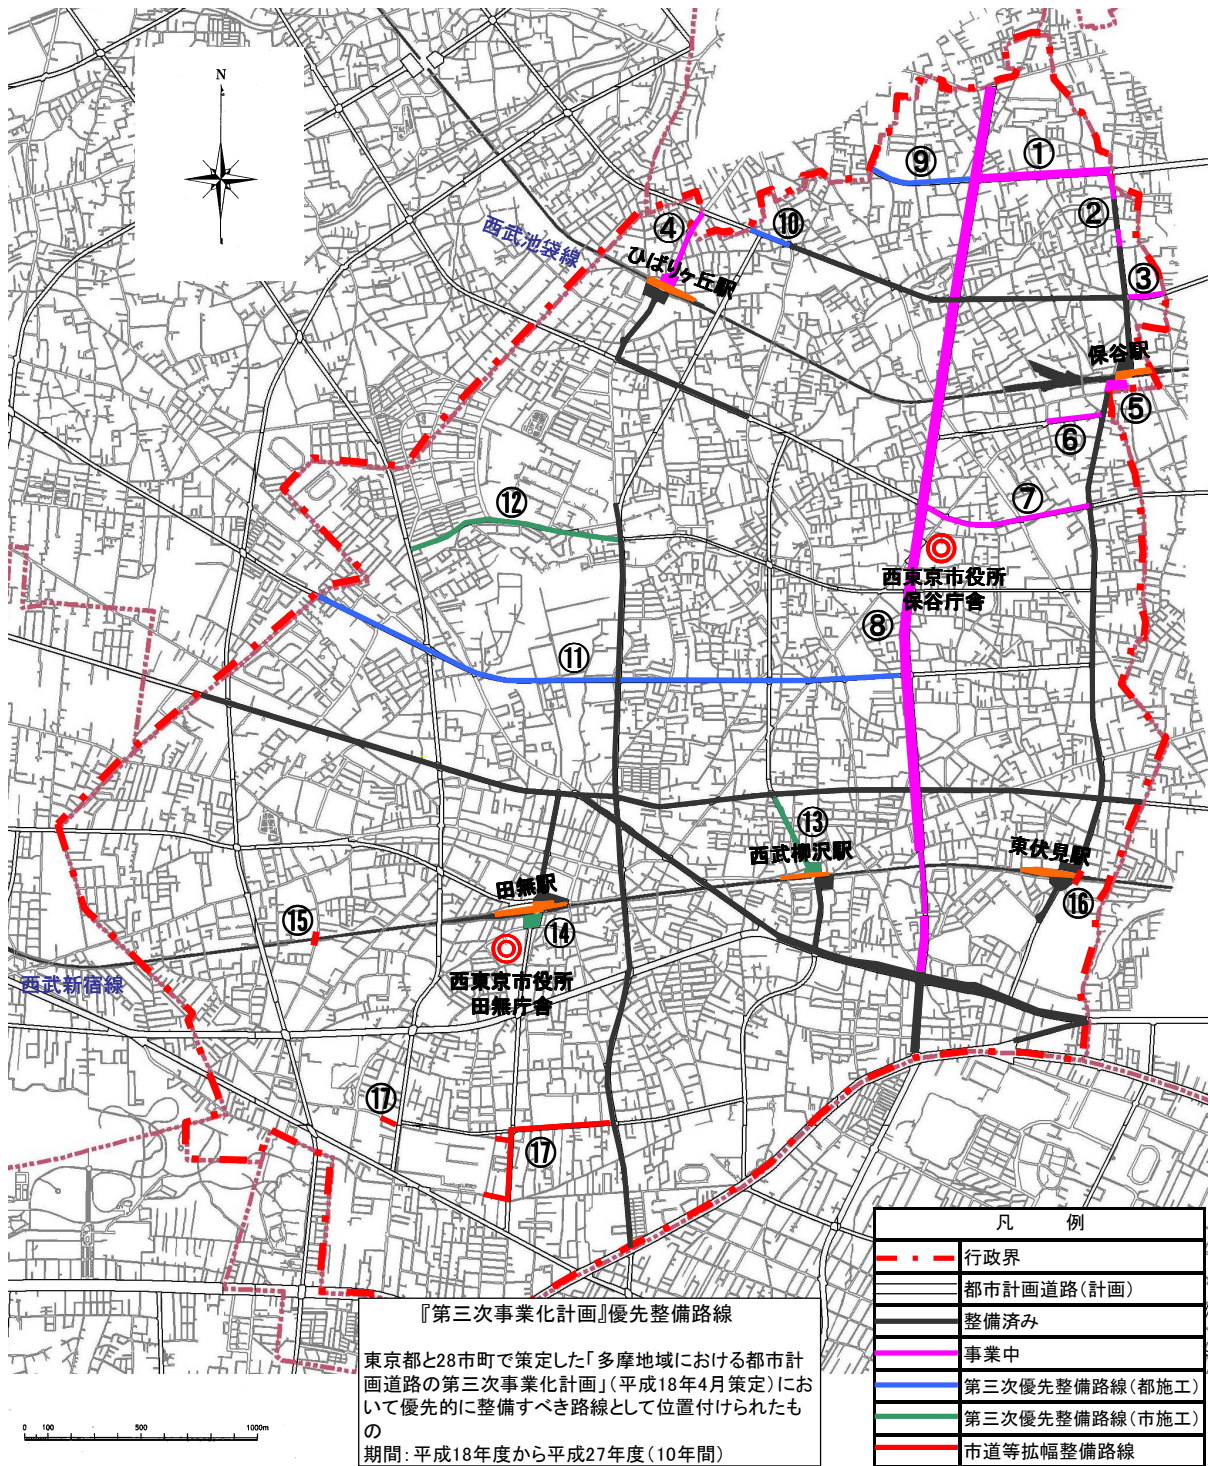 N
西武池袋線
ひばりヶ丘駅
①
②
③
④
⑨
⑩
保谷駅
⑤
⑥
⑦
⑫
西東京市役所
保谷庁舎
⑧
⑪
⑬
西武柳沢駅
東伏見駅
⑯
田無駅
⑭
⑮
西東京市役所
田無庁舎
西武新宿線
⑰
⑰
凡 例
行政界
都市計画道路(計画)
整備済み
事業中
第三次優先整備路線(都施工)
第三次優先整備路線(市施工)
市道等拡幅整備路線
『第三次事業化計画』優先整備路線
東京都と28市町で策定した「多摩地域における都市計
画道路の第三次事業化計画」(平成18年4月策定)にお
いて優先的に整備すべき路線として位置付けられたも
の
期間:平成18年度から平成27年度(10年間)
0 100 500 1000m